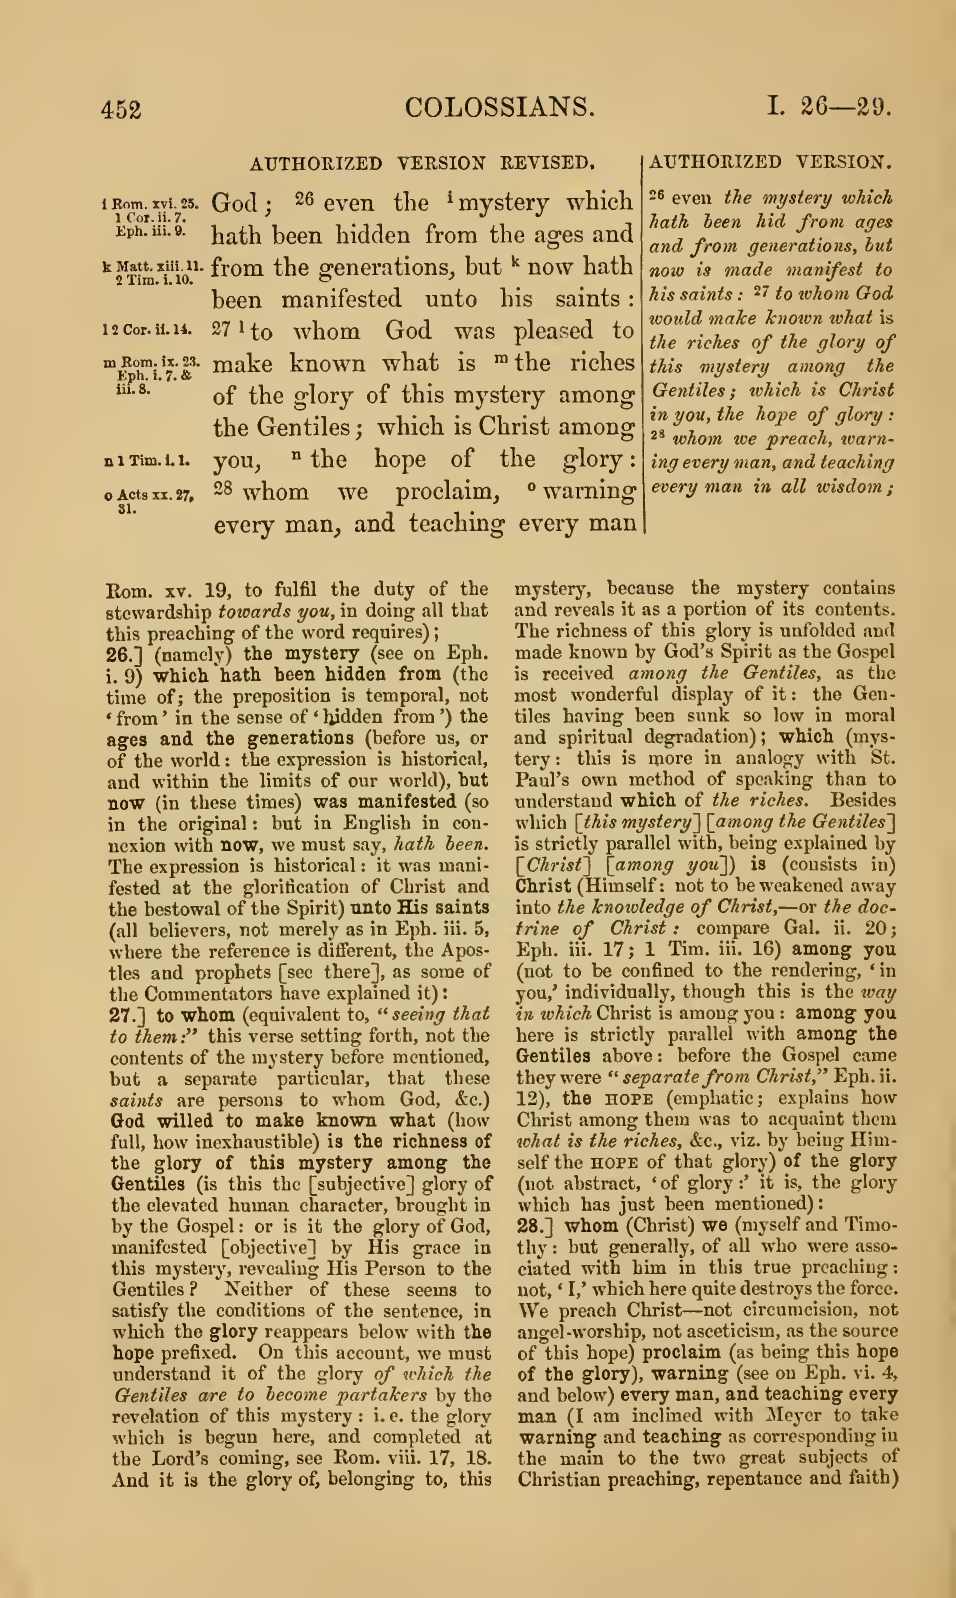 452
COLOSSIANS.
I. 26—29.
AUTHORIZED VERSION REVISED.
i Rom. xvi. 25.
1 Cor. ii. 7.
Eph. iii. 9.
k Matt. xiii. 11.
2 Tim. i. 10.
l 2 Cor. ii. 14.
m Rom. ix. 23.
Eph. i. 7. &
iii. 8.
n 1 Tim. i. 1.
o Acts xx. 27,
31.
God; 26 even the i mystery which
hath been hidden from the ages and
from the generations, but k now hath
been manifested unto his saints:
27 l to whom God was pleased to
make known what is m the riches
of the glory of this mystery among
the Gentiles; which is Christ among
you, n the hope of the glory:
28 whom we proclaim, o warning
every man, and teaching every man
AUTHORIZED VERSION.
26 even the mystery which
hath been hid from ages
and from generations, but
now is made manifest to
his saints: 27 to whom God
would make known what is
the riches of the glory of
this mystery among the
Gentiles; which is Christ
in you, the hope of glory:
28 whom we preach, warn-
ing every man, and teaching
every man in all wisdom;
Rom. xv. 19, to fulfil the duty of the
stewardship towards you, in doing all that
this preaching of the word requires);
26.] (namely) the mystery (see on Eph.
i. 9) which hath been hidden from (the
time of; the preposition is temporal, not
‘from’ in the sense of ‘hidden from’) the
ages and the generations (before us, or
of the world: the expression is historical,
and within the limits of our world), but
now (in these times) was manifested (so
in the original: but in English in con-
nexion with now, we must say, hath been.
The expression is historical: it was mani-
fested at the glorification of Christ and
the bestowal of the Spirit) unto His saints
(all believers, not merely as in Eph. iii. 5,
where the reference is different, the Apos-
tles and prophets [see there], as some of
the Commentators have explained it):
27.] to whom (equivalent to, “seeing that
to them:” this verse setting forth, not the
contents of the mystery before mentioned,
but a separate particular, that these
saints are persons to whom God, &c.)
God willed to make known what (how
full, how inexhaustible) is the richness of
the glory of this mystery among the
Gentiles (is this the [subjective] glory of
the elevated human character, brought in
by the Gospel: or is it the glory of God,
manifested [objective] by His grace in
this mystery, revealing His Person to the
Gentiles? Neither of these seems to
satisfy the conditions of the sentence, in
which the glory reappears below with the
hope prefixed. On this account, we must
understand it of the glory of which the
Gentiles are to become partakers by the
revelation of this mystery: i. e. the glory
which is begun here, and completed at
the Lord's coming, see Rom. viii. 17, 18.
And it is the glory of, belonging to, this
mystery, because the mystery contains
and reveals it as a portion of its contents.
The richness of this glory is unfolded and
made known by God's Spirit as the Gospel
is received among the Gentiles, as the
most wonderful display of it: the Gen-
tiles having been sunk so low in moral
and spiritual degradation); which (mys-
tery: this is more in analogy with St.
Paul's own method of speaking than to
understand which of the riches. Besides
which [this mystery] [among the Gentiles]
is strictly parallel with, being explained by
[Christ] [among you]) is (consists in)
Christ (Himself: not to be weakened away
into the knowledge of Christ,—or the doc-
trine of Christ: compare Gal. ii. 20;
Eph. iii. 17; 1 Tim. iii. 16) among you
(not to be confined to the rendering, ‘in
you,’ individually, though this is the way
in which Christ is among you: among you
here is strictly parallel with among the
Gentiles above: before the Gospel came
they were “separate from Christ,” Eph. ii.
12), the HOPE (emphatic; explains how
Christ among them was to acquaint them
what is the riches, &c., viz. by being Him-
self the HOPE of that glory) of the glory
(not abstract, ‘of glory:’ it is, the glory
which has just been mentioned):
28.] whom (Christ) we (myself and Timo-
thy: but generally, of all who were asso-
ciated with him in this true preaching:
not, ‘I,’ which here quite destroys the force.
We preach Christ—not circumcision, not
angel-worship, not asceticism, as the source
of this hope) proclaim (as being this hope
of the glory), warning (see on Eph. vi. 4,
and below) every man, and teaching every
man (I am inclined with Meyer to take
warning and teaching as corresponding in
the main to the two great subjects of
Christian preaching, repentance and faith)